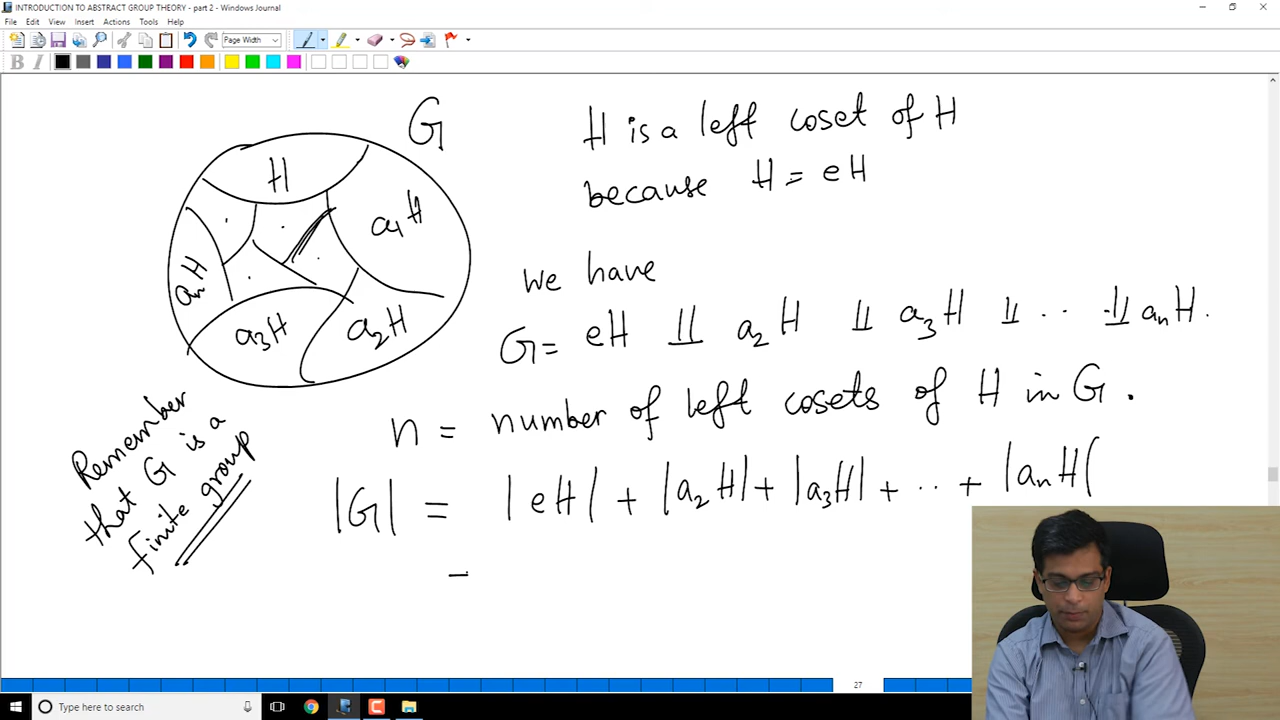 INTRODUCTION TO ABSTRACT GROUP THEORY - part 2 - Windows Journal
File Edit View Insert Actions Tools Help
Page Width
B I
G
H
a₁H
a₂H
a₃H
aₙH
H is a left coset of H
because H = eH
We have
G = eH ⨿ a₂H ⨿ a₃H ⨿ .. ⨿ aₙH.
n = number of left cosets of H in G.
|G| = |eH| + |a₂H| + |a₃H| + .. + |aₙH|
Remember
that G is a
finite group
27
Type here to search